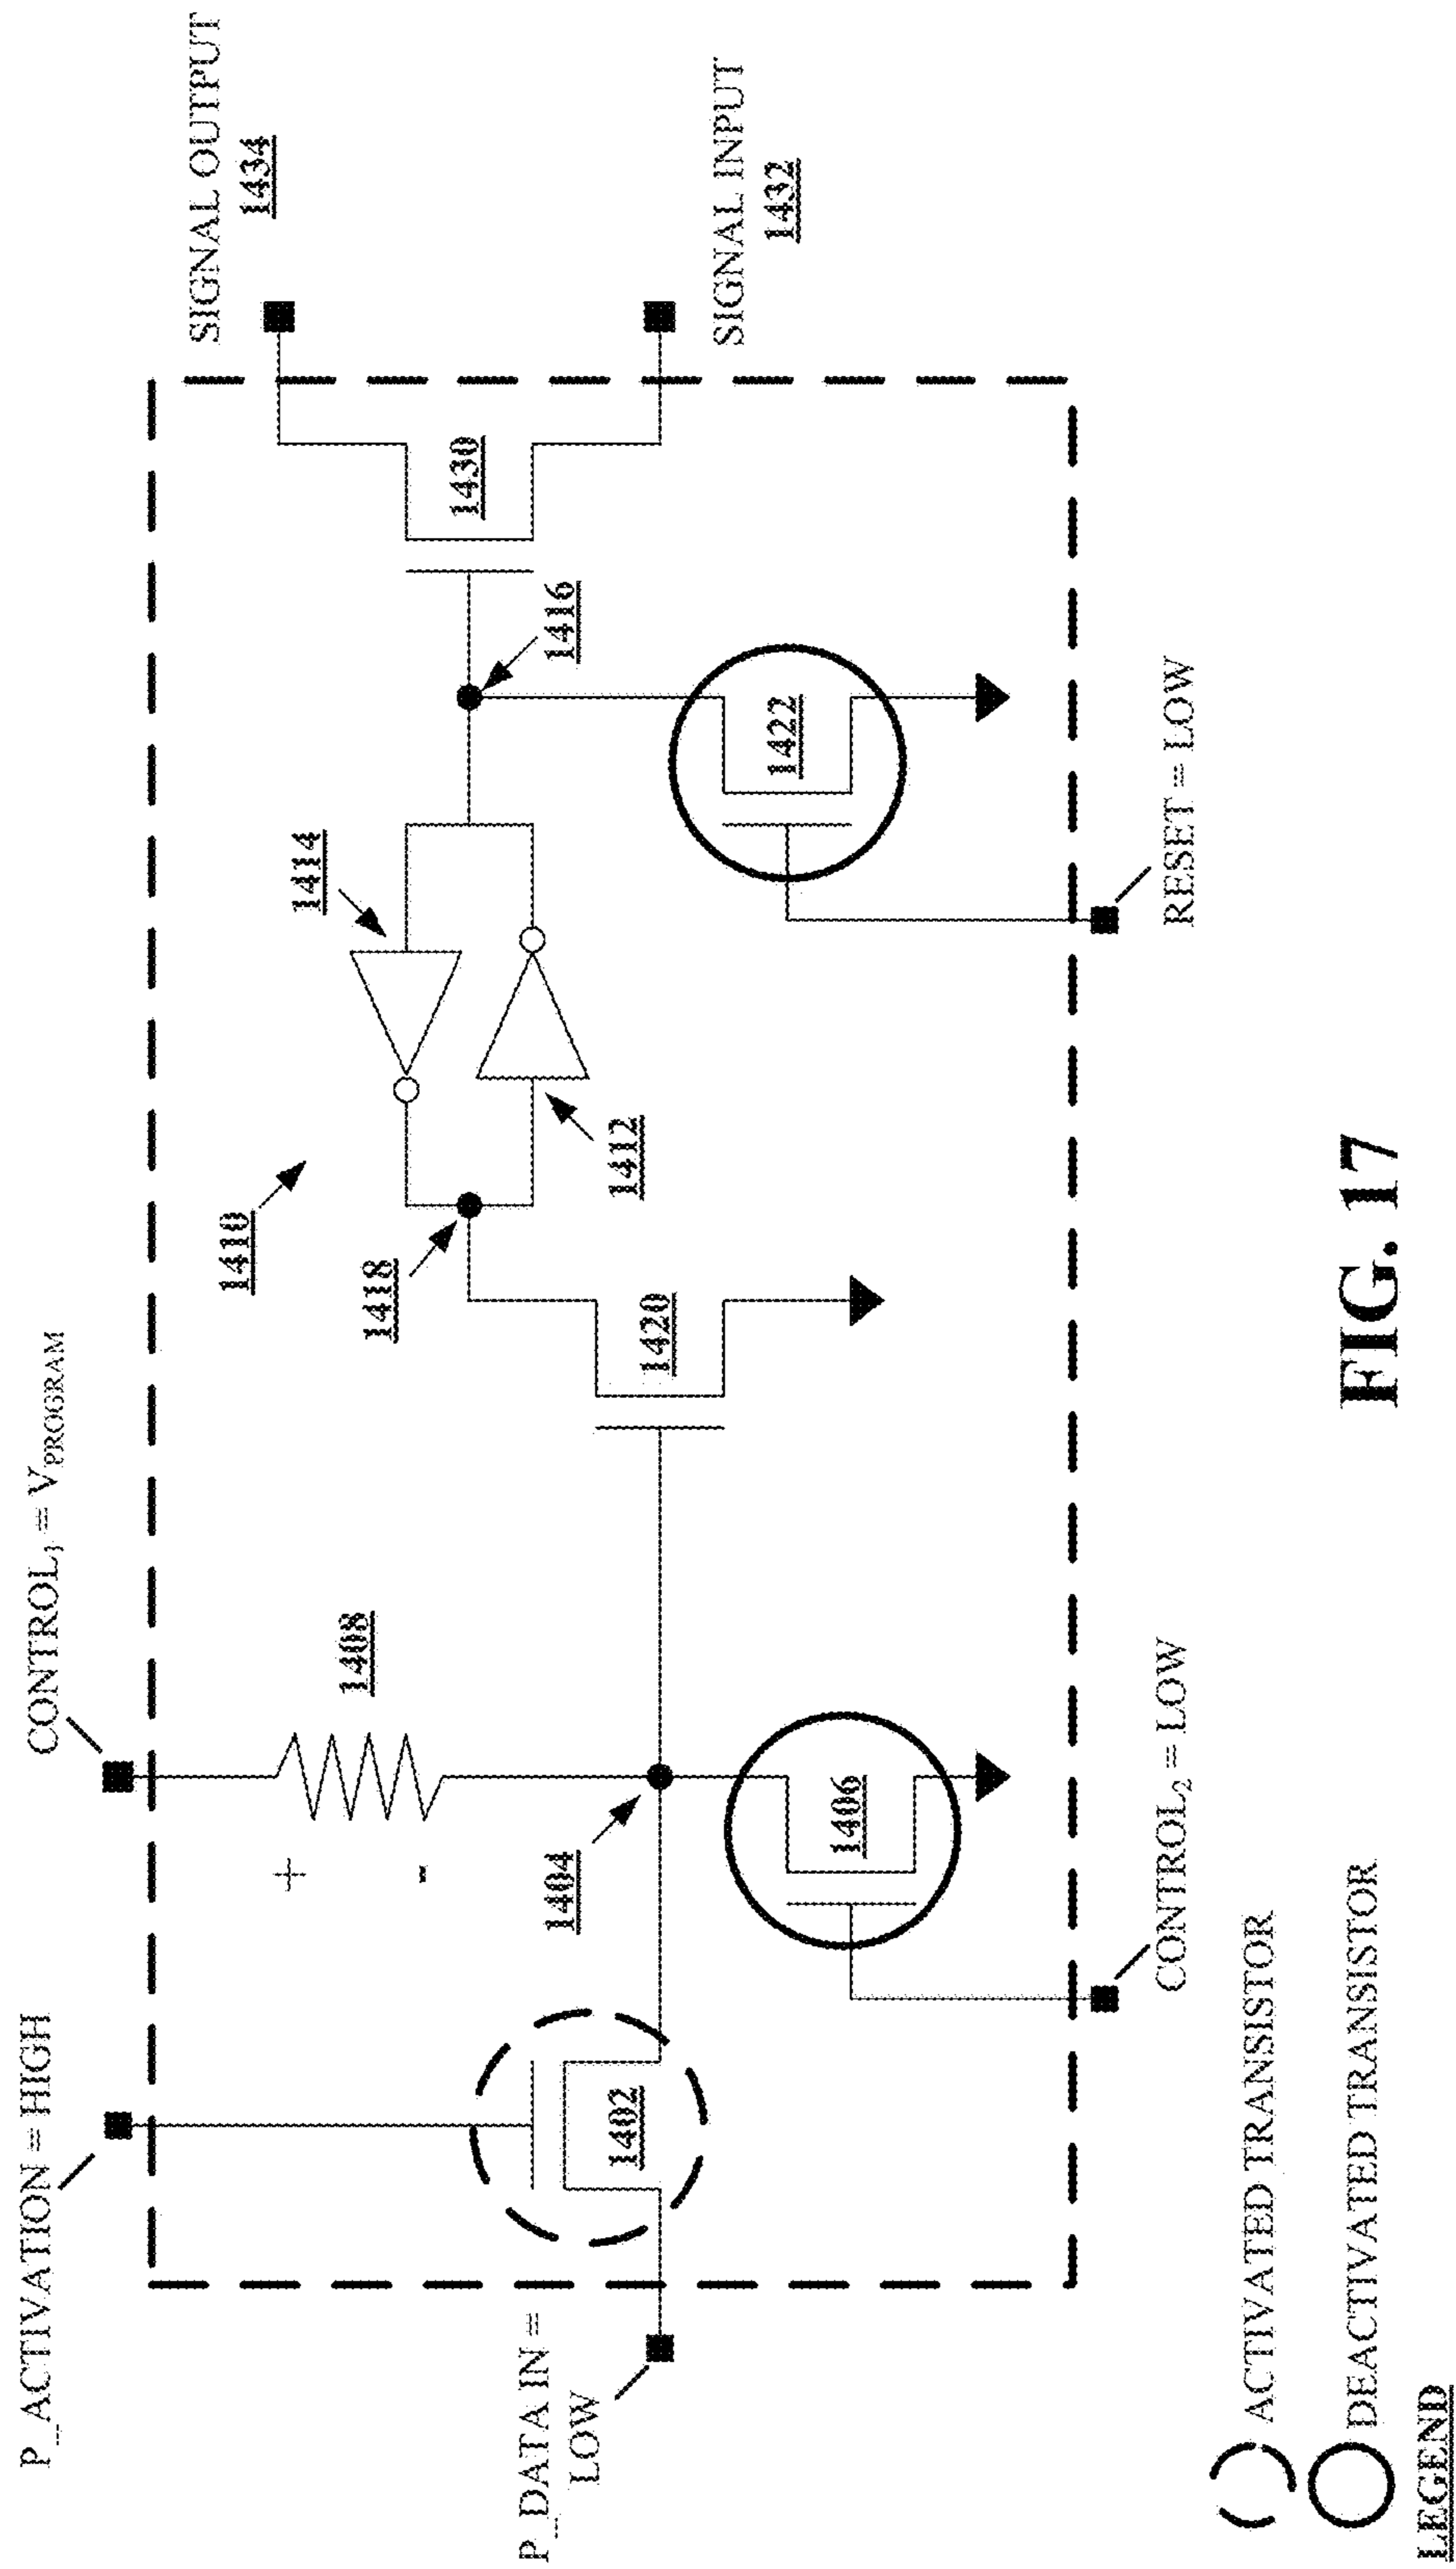 P_ACTIVATION = HIGH
CONTROL₁ = V_PROGRAM
SIGNAL OUTPUT
1434
SIGNAL INPUT
1432
1410
1414
1408
1418
1412
1416
1430
1404
1402
1406
1420
1422
P_DATA IN =
LOW
CONTROL₂ = LOW
RESET = LOW
ACTIVATED TRANSISTOR
DEACTIVATED TRANSISTOR
LEGEND
+
-
FIG. 17